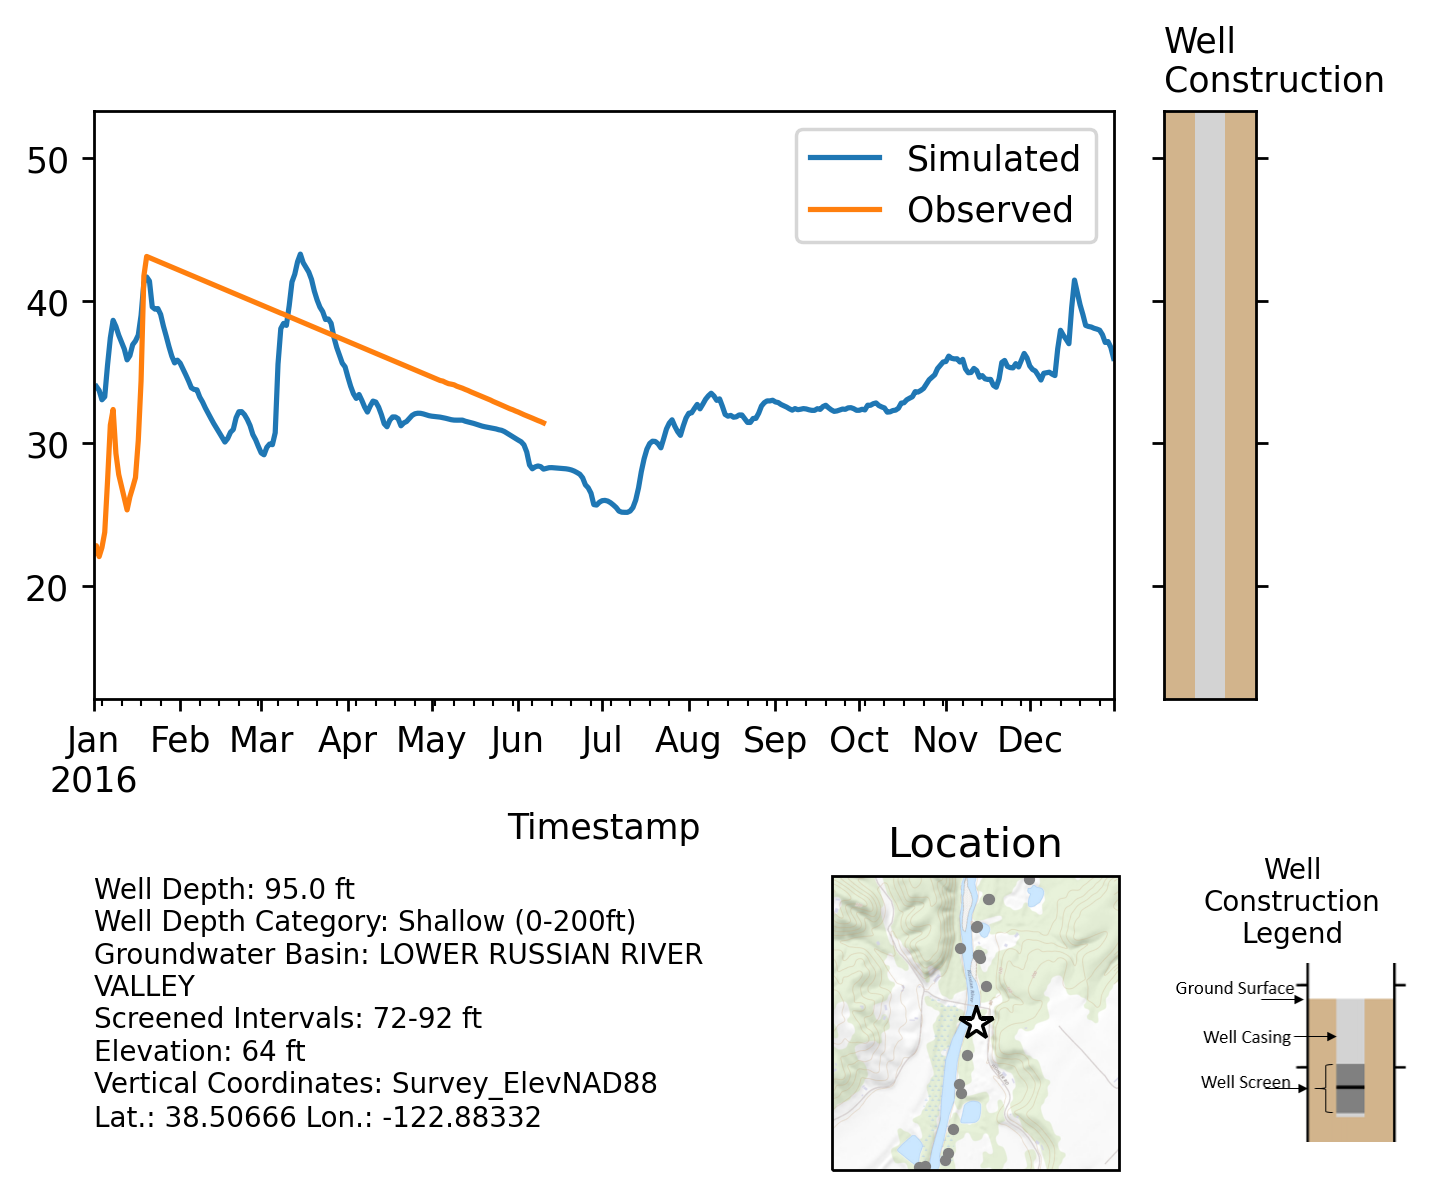 Well
Construction
50
40
30
20
Simulated
Observed
Jan
2016
Feb
Mar
Apr
May
Jun
Jul
Aug
Sep
Oct
Nov
Dec
Timestamp
Well Depth: 95.0 ft
Well Depth Category: Shallow (0-200ft)
Groundwater Basin: LOWER RUSSIAN RIVER
VALLEY
Screened Intervals: 72-92 ft
Elevation: 64 ft
Vertical Coordinates: Survey_ElevNAD88
Lat.: 38.50666 Lon.: -122.88332
Location
Well
Construction
Legend
Ground Surface
Well Casing
Well Screen